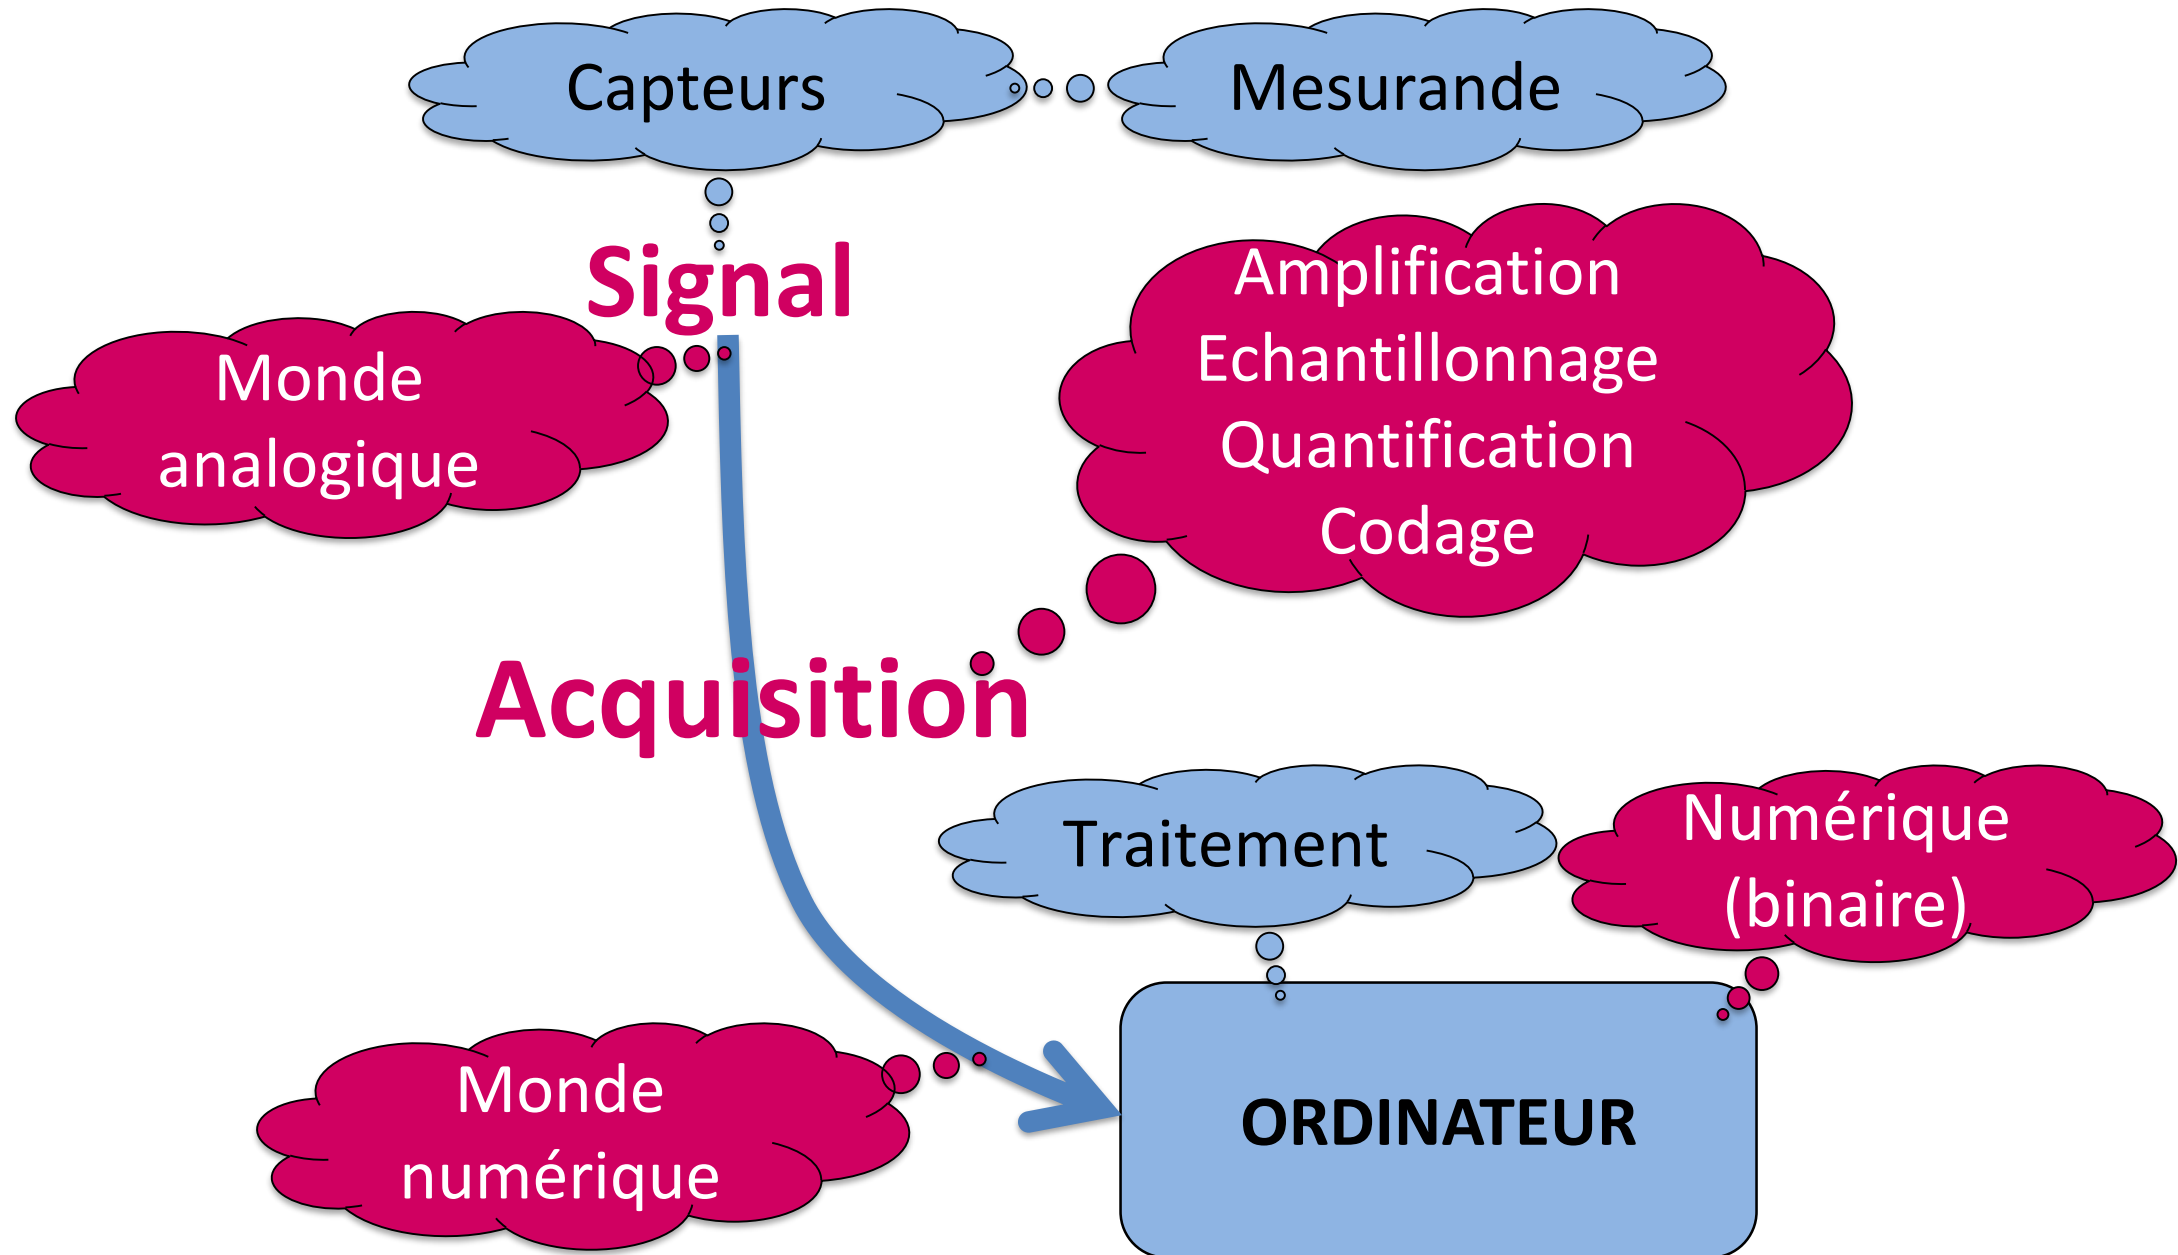 Capteurs
Mesurande
Signal
Monde
analogique
Amplification
Echantillonnage
Quantification
Codage
Acquisition
Traitement
Numérique
(binaire)
Monde
numérique
ORDINATEUR